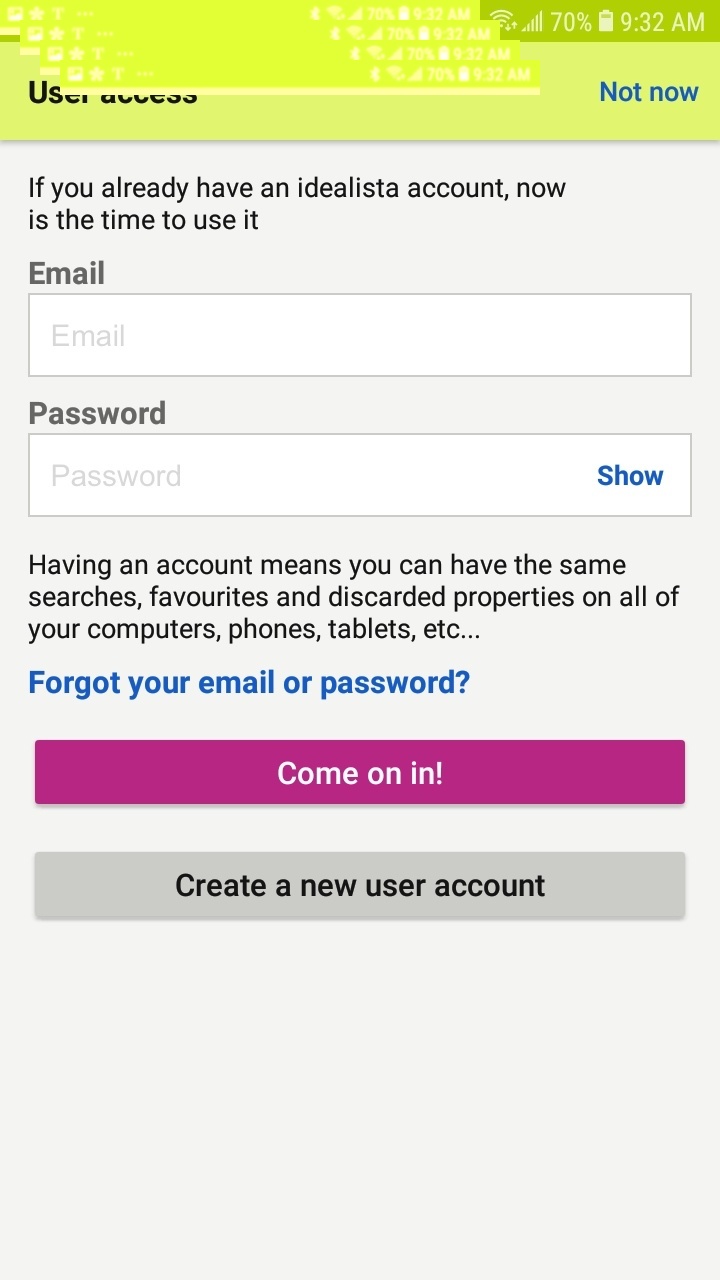 T ... 70% 9:32 AM 70% 9:32 AM
T ... 70% 9:32 AM
T ... 70% 9:32 AM
T ... 70% 9:32 AM
User access Not now
If you already have an idealista account, now
is the time to use it
Email
Email
Password
Password Show
Having an account means you can have the same
searches, favourites and discarded properties on all of
your computers, phones, tablets, etc...
Forgot your email or password?
Come on in!
Create a new user account